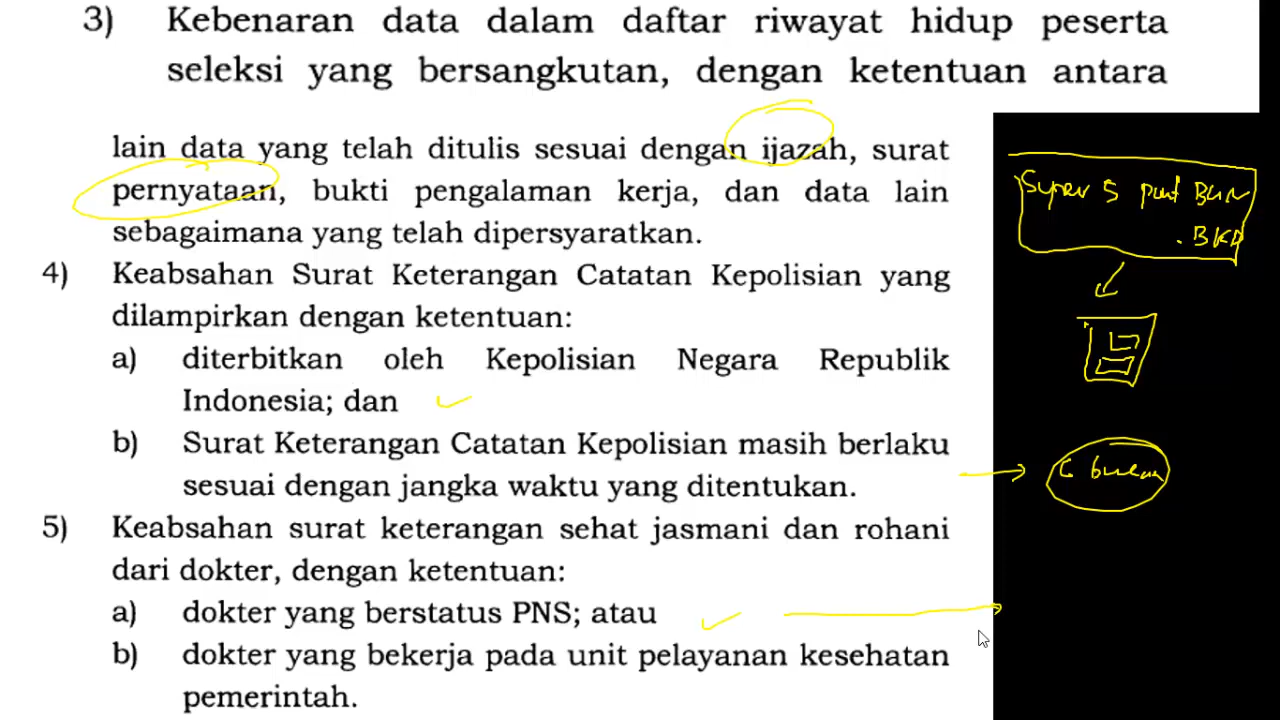 3) Kebenaran data dalam daftar riwayat hidup peserta
seleksi yang bersangkutan, dengan ketentuan antara
lain data yang telah ditulis sesuai dengan ijazah, surat
pernyataan, bukti pengalaman kerja, dan data lain
sebagaimana yang telah dipersyaratkan.
4) Keabsahan Surat Keterangan Catatan Kepolisian yang
dilampirkan dengan ketentuan:
a) diterbitkan oleh Kepolisian Negara Republik
Indonesia; dan
b) Surat Keterangan Catatan Kepolisian masih berlaku
sesuai dengan jangka waktu yang ditentukan.
5) Keabsahan surat keterangan sehat jasmani dan rohani
dari dokter, dengan ketentuan:
a) dokter yang berstatus PNS; atau
b) dokter yang bekerja pada unit pelayanan kesehatan
pemerintah.
5
. BKD